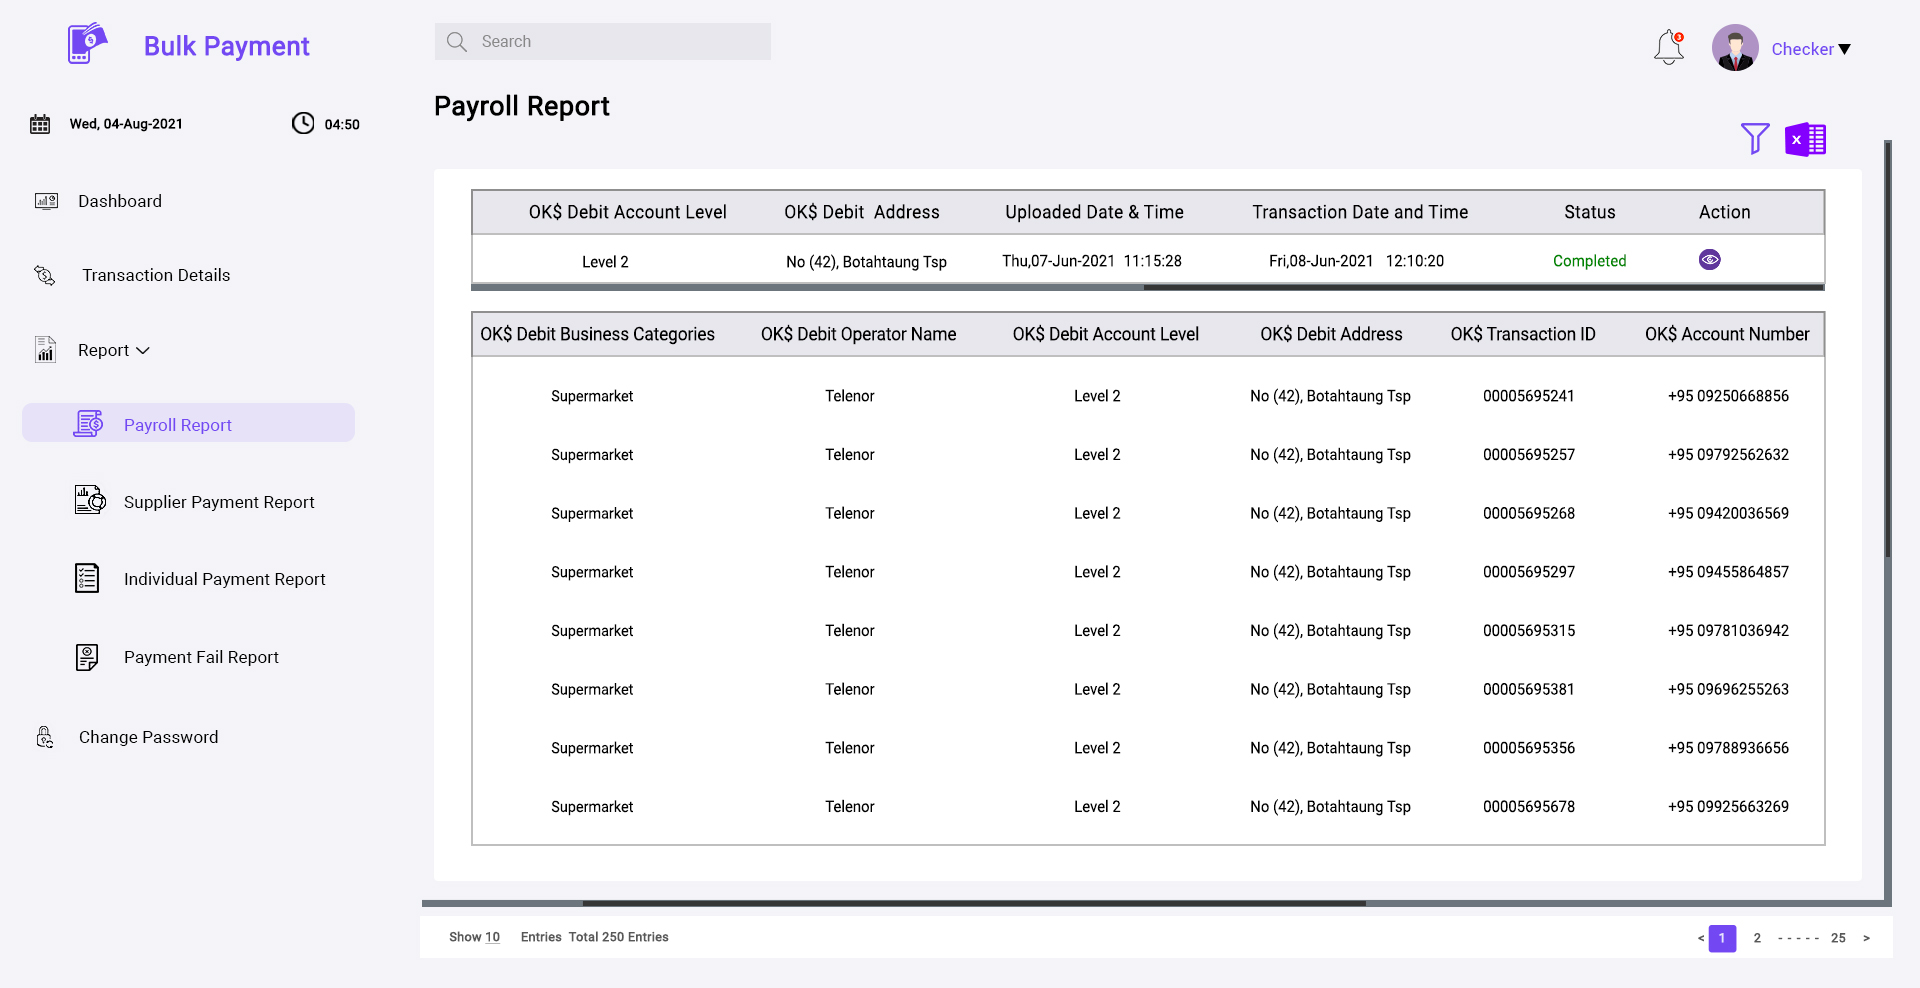 Bulk Payment
Search
3
Checker
Wed, 04-Aug-2021
04:50
Payroll Report
Dashboard
Transaction Details
Report
Payroll Report
Supplier Payment Report
Individual Payment Report
Payment Fail Report
Change Password
OK$ Debit Account Level OK$ Debit Address Uploaded Date & Time Transaction Date and Time Status Action
Level 2 No (42), Botahtaung Tsp Thu,07-Jun-2021 11:15:28 Fri,08-Jun-2021 12:10:20 Completed
OK$ Debit Business Categories OK$ Debit Operator Name OK$ Debit Account Level OK$ Debit Address OK$ Transaction ID OK$ Account Number
Supermarket Telenor Level 2 No (42), Botahtaung Tsp 00005695241 +95 09250668856
Supermarket Telenor Level 2 No (42), Botahtaung Tsp 00005695257 +95 09792562632
Supermarket Telenor Level 2 No (42), Botahtaung Tsp 00005695268 +95 09420036569
Supermarket Telenor Level 2 No (42), Botahtaung Tsp 00005695297 +95 09455864857
Supermarket Telenor Level 2 No (42), Botahtaung Tsp 00005695315 +95 09781036942
Supermarket Telenor Level 2 No (42), Botahtaung Tsp 00005695381 +95 09696255263
Supermarket Telenor Level 2 No (42), Botahtaung Tsp 00005695356 +95 09788936656
Supermarket Telenor Level 2 No (42), Botahtaung Tsp 00005695678 +95 09925663269
Show 10 Entries Total 250 Entries
< 1 2 - - - - - 25 >